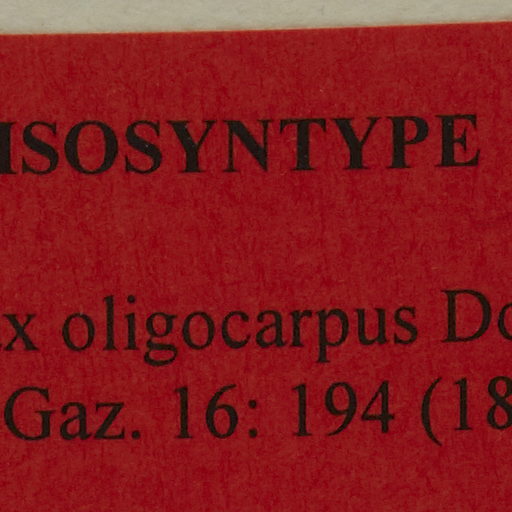 ISOSYNTYPE
x oligocarpus Do
Gaz. 16: 194 (18